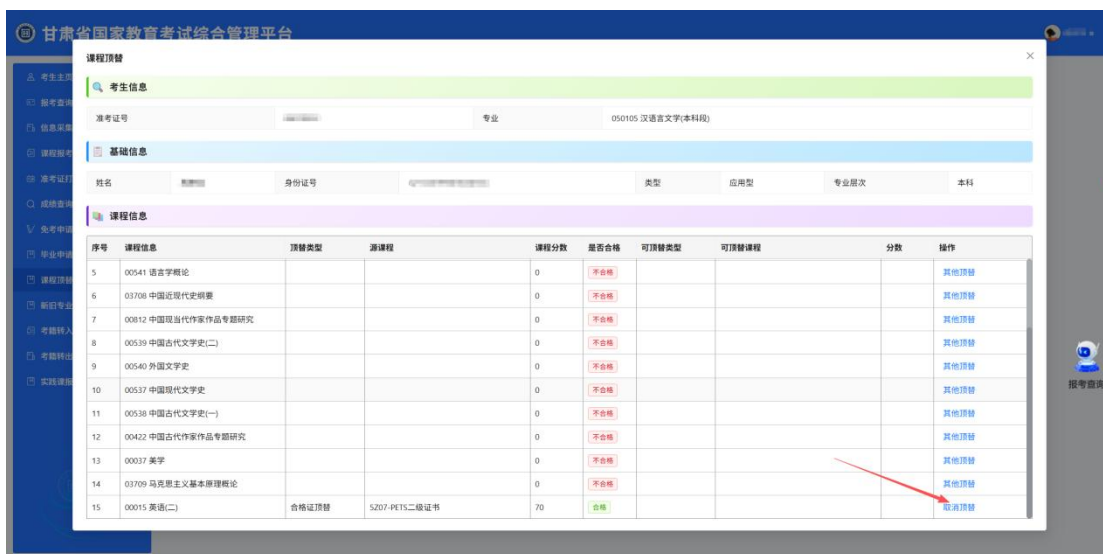 甘肃省国家教育考试综合管理平台
课程顶替
考生主页
报考查询
信息采集
课程报考
准考证打
成绩查询
免考申请
毕业申请
课程顶替
新旧专业
考籍转入
考籍转出
实践课报
考生信息
准考证号 专业 050105 汉语言文学(本科段)
基础信息
姓名 身份证号 类型 应用型 专业层次 本科
课程信息
序号 课程信息 顶替类型 源课程 课程分数 是否合格 可顶替类型 可顶替课程 分数 操作
5 00541 语言学概论 0 不合格 其他顶替
6 03708 中国近现代史纲要 0 不合格 其他顶替
7 00812 中国现当代作家作品专题研究 0 不合格 其他顶替
8 00539 中国古代文学史(二) 0 不合格 其他顶替
9 00540 外国文学史 0 不合格 其他顶替
10 00537 中国现代文学史 0 不合格 其他顶替
11 00538 中国古代文学史(一) 0 不合格 其他顶替
12 00422 中国古代作家作品专题研究 0 不合格 其他顶替
13 00037 美学 0 不合格 其他顶替
14 03709 马克思主义基本原理概论 0 不合格 其他顶替
15 00015 英语(二) 合格证顶替 SZ07-PETS二级证书 70 合格 取消顶替
报考查询